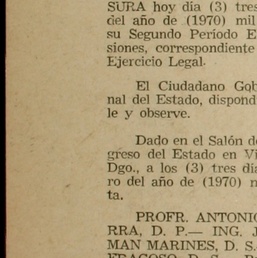 SURA hoy día (3) tres
del año de (1970) mil
su Segundo Período E
siones, correspondiente
Ejercicio Legal.
El Ciudadano Gob
nal del Estado, dispond
le y observe.
Dado en el Salón de
greso del Estado en Vi
Dgo., a los (3) tres día
ro del año de (1970) m
ta.
PROFR. ANTONIO
RRA, D. P.— ING. J
MAN MARINES, D. S.
FRAGOSO, D. S.